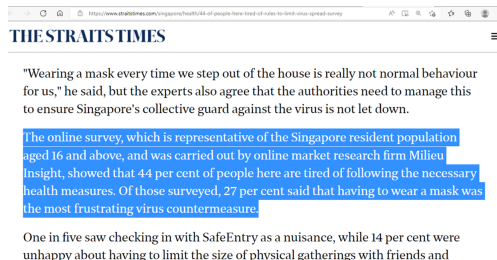 https://www.straitstimes.com/singapore/health/44-of-people-here-tired-of-rules-to-limit-virus-spread-survey
THE STRAITS TIMES
"Wearing a mask every time we step out of the house is really not normal behaviour
for us," he said, but the experts also agree that the authorities need to manage this
to ensure Singapore's collective guard against the virus is not let down.
The online survey, which is representative of the Singapore resident population
aged 16 and above, and was carried out by online market research firm Milieu
Insight, showed that 44 per cent of people here are tired of following the necessary
health measures. Of those surveyed, 27 per cent said that having to wear a mask was
the most frustrating virus countermeasure.
One in five saw checking in with SafeEntry as a nuisance, while 14 per cent were
unhappy about having to limit the size of physical gatherings with friends and